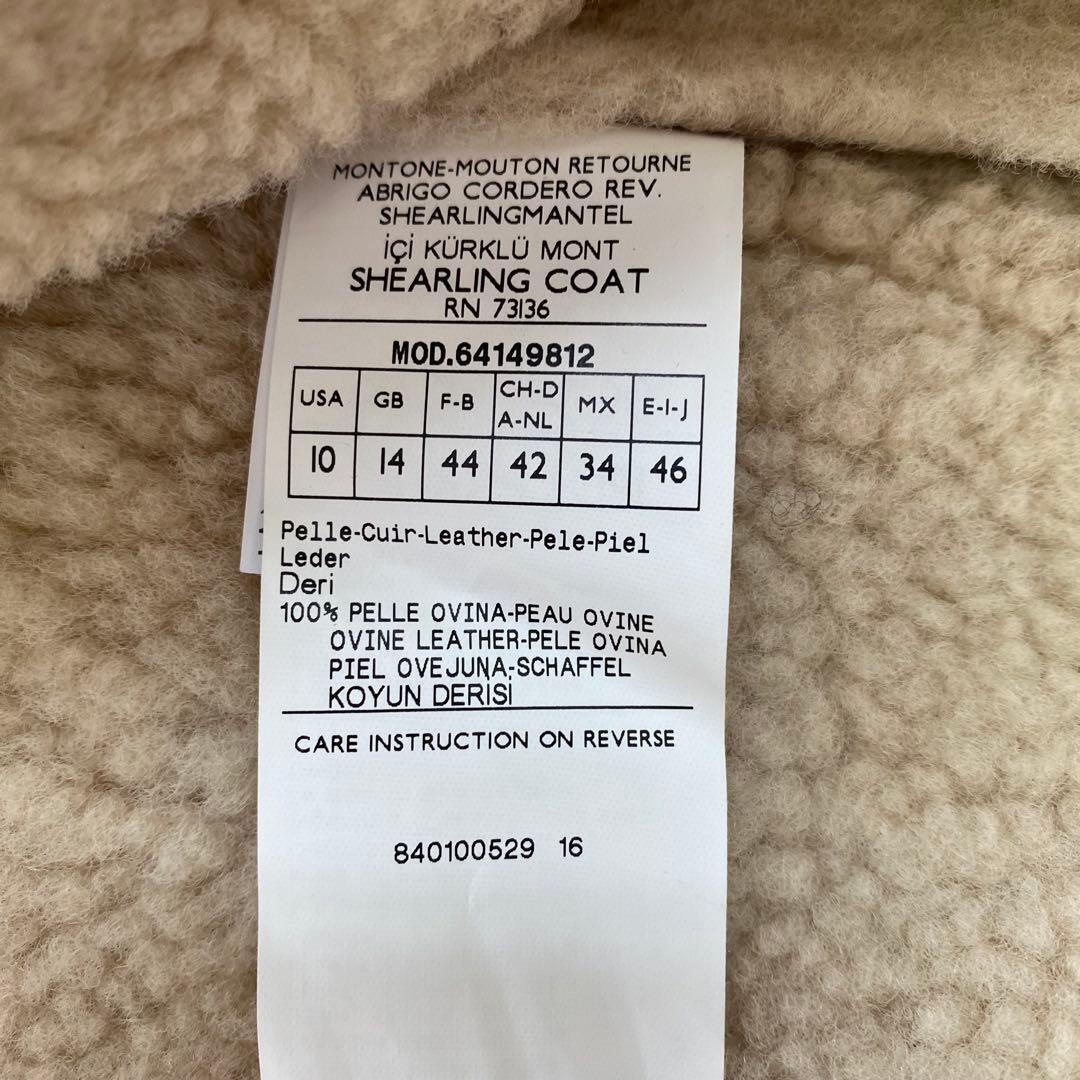 MONTONE-MOUTON RETOURNE
ABRIGO CORDERO REV.
SHEARLINGMANTEL
İÇİ KÜRKLÜ MONT
SHEARLING COAT
RN 73136
MOD.64149812
USA GB F-B CH-D A-NL MX E-I-J
10 14 44 42 34 46
Pelle-Cuir-Leather-Pele-Piel
Leder
Deri
100% PELLE OVINA-PEAU OVINE
OVINE LEATHER-PELE OVINA
PIEL OVEJUNA-SCHAFFEL
KOYUN DERİSİ
CARE INSTRUCTION ON REVERSE
840100529 16